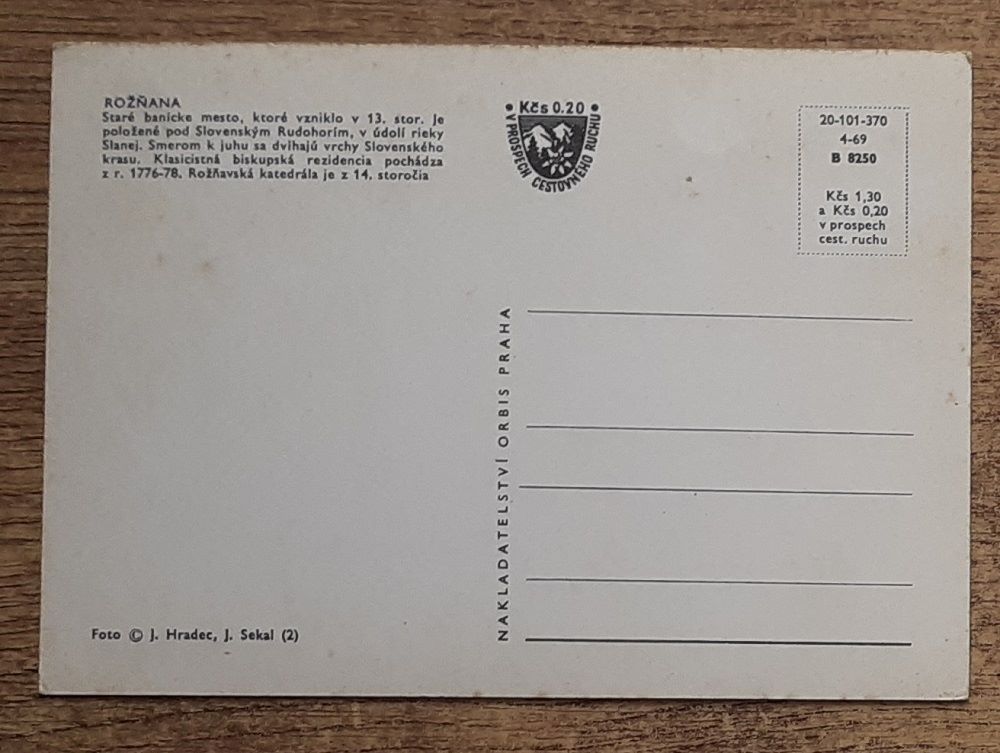 ROŽŇANA
Staré banícke mesto, ktoré vzniklo v 13. stor. Je
položené pod Slovenským Rudohorím, v údolí rieky
Slanej. Smerom k juhu sa dvíhajú vrchy Slovenského
krasu. Klasicistná biskupská rezidencia pochádza
z r. 1776-78. Rožňavská katedrála je z 14. storočia
• Kčs 0.20 •
V PROSPECH CESTOVNÉHO RUCHU
20-101-370
4-69
B 8250
Kčs 1,30
a Kčs 0,20
v prospech
cest. ruchu
NAKLADATELSTVÍ ORBIS PRAHA
Foto © J. Hradec, J. Sekal (2)